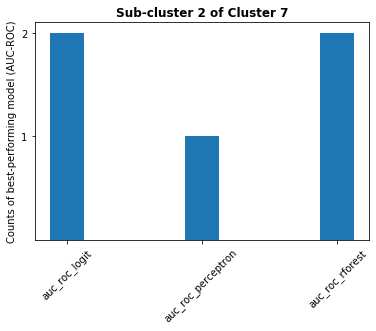 Sub-cluster 2 of Cluster 7
Counts of best-performing model (AUC-ROC)
2
1
auc_roc_logit
auc_roc_perceptron
auc_roc_rforest